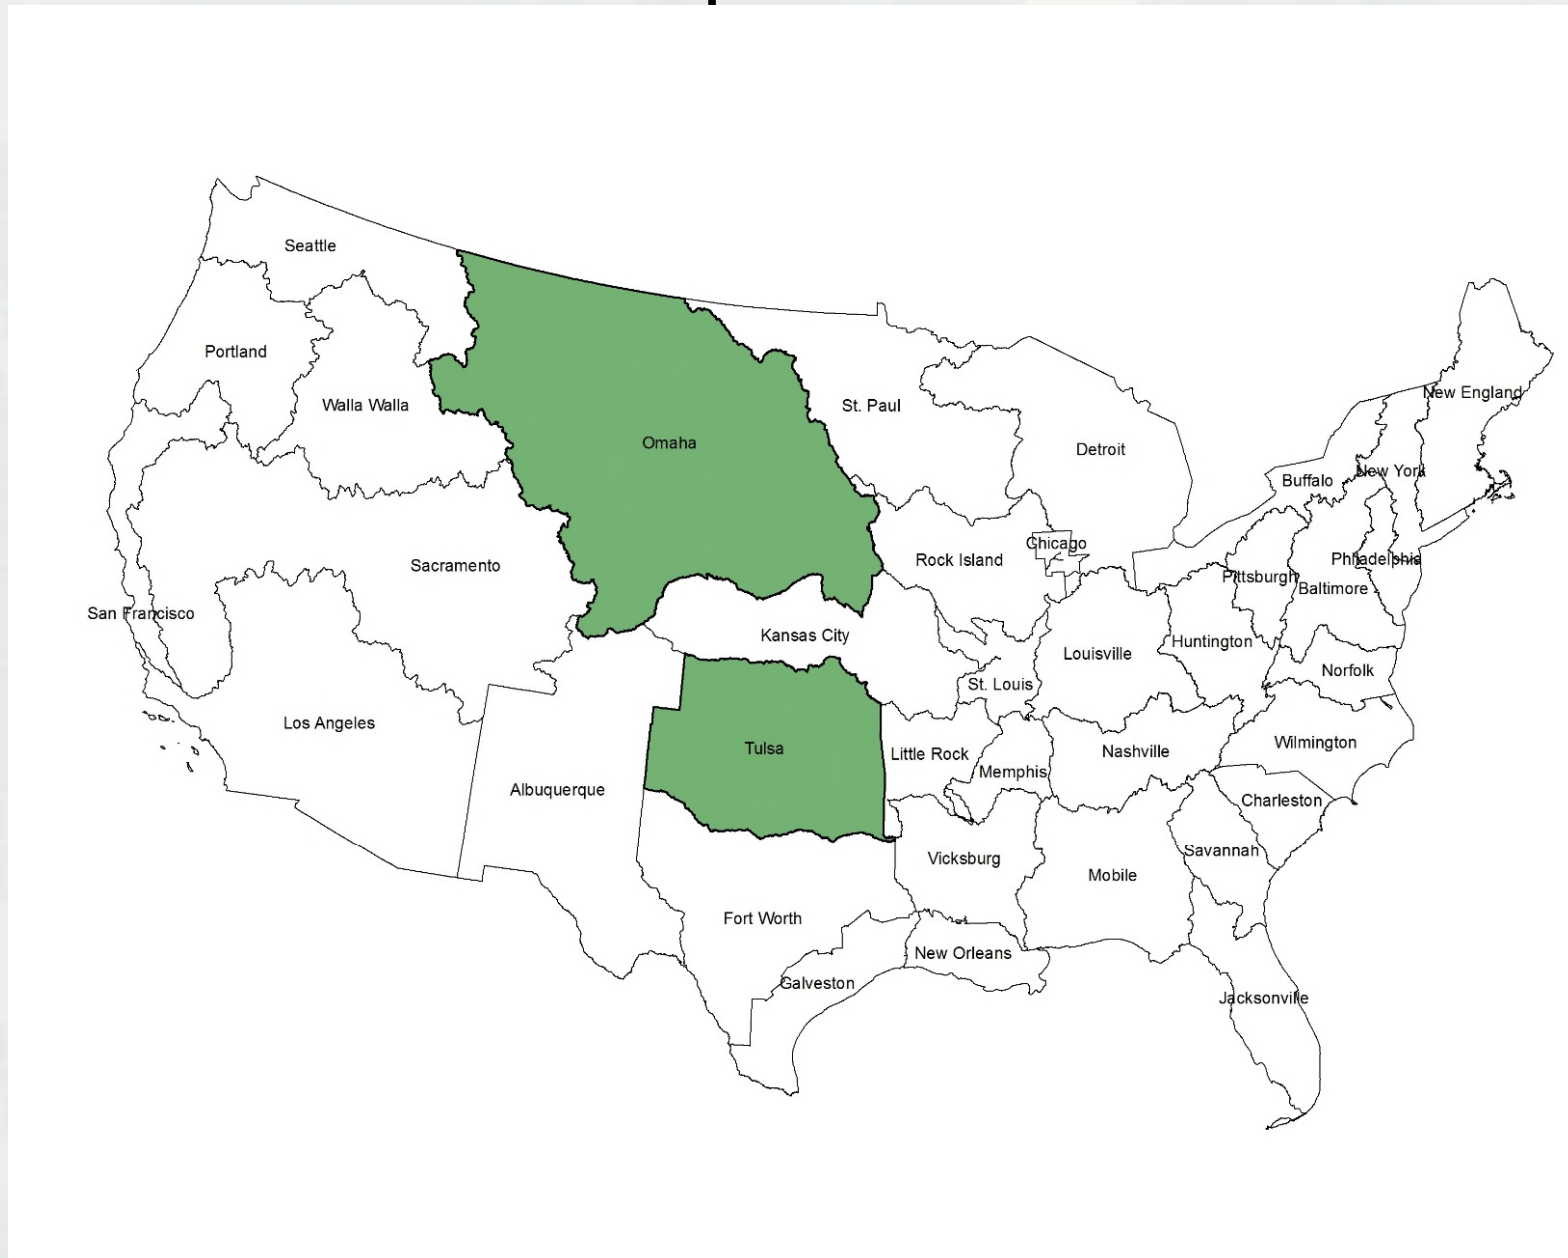 Seattle
Portland
Walla Walla
New England
St. Paul
Omaha
Detroit
New York
Buffalo
Chicago
Rock Island
Philadelphia
Sacramento
Pittsburgh
Baltimore
San Francisco
Kansas City
Huntington
Louisville
Norfolk
St. Louis
Los Angeles
Wilmington
Tulsa
Little Rock
Nashville
Memphis
Albuquerque
Charleston
Savannah
Vicksburg
Mobile
Fort Worth
New Orleans
Galveston
Jacksonville